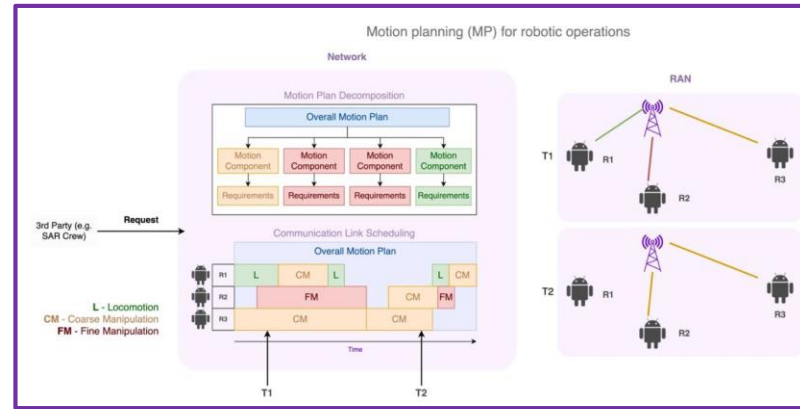 Motion planning (MP) for robotic operations
Network
Motion Plan Decomposition
Overall Motion Plan
Motion Component
Motion Component
Motion Component
Motion Component
Requirements
Requirements
Requirements
Requirements
3rd Party (e.g.
SAR Crew)
Request
Communication Link Scheduling
Overall Motion Plan
R1
L
CM
L
L
CM
R2
FM
CM
FM
R3
CM
CM
L - Locomotion
CM - Coarse Manipulation
FM - Fine Manipulation
Time
T1
T2
RAN
T1
R1
R2
R3
T2
R1
R2
R3